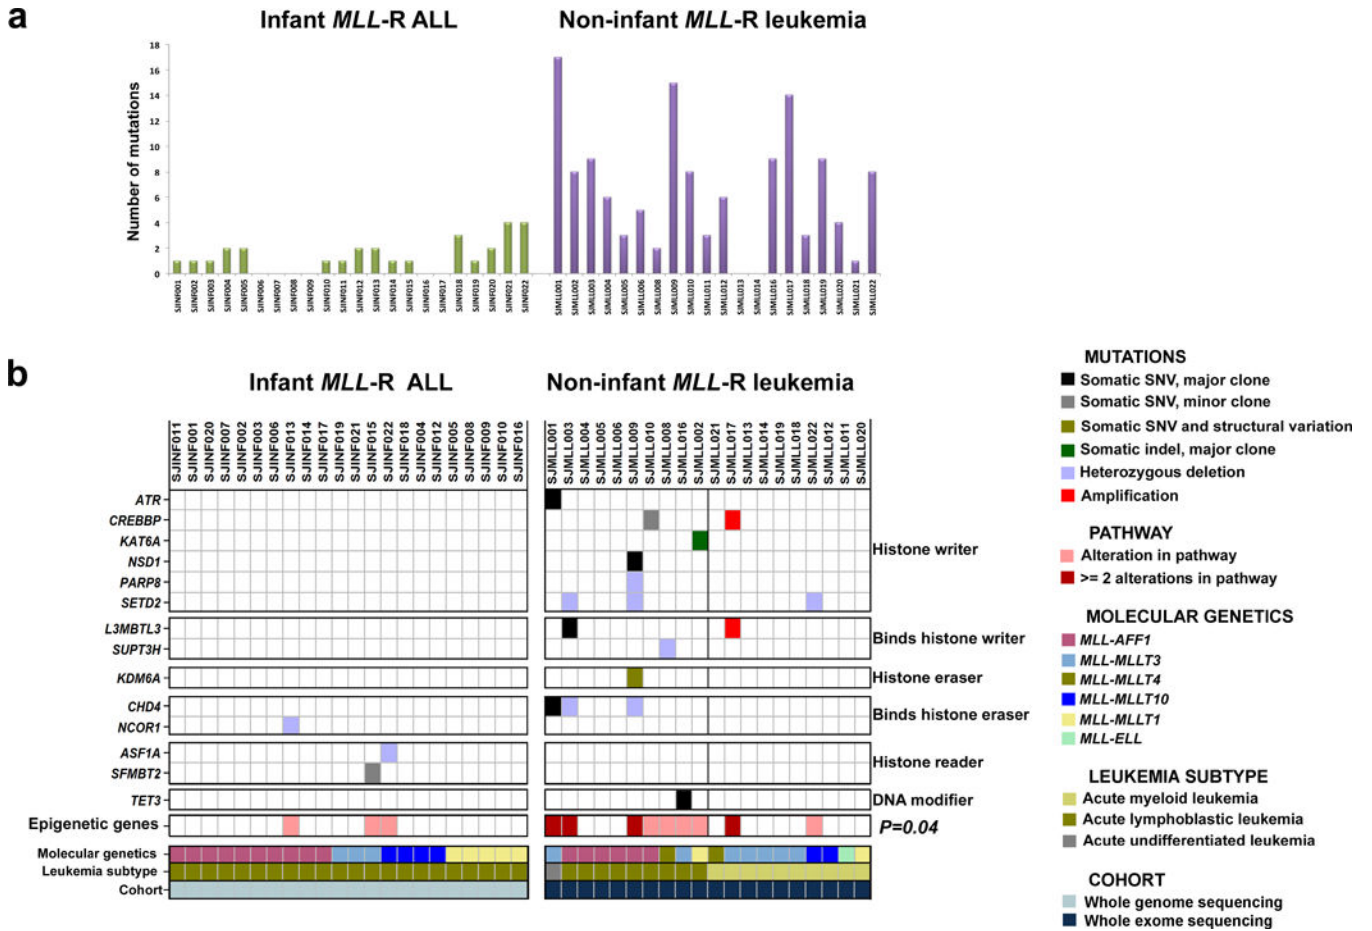 a
Infant MLL-R ALL
Non-infant MLL-R leukemia
Number of mutations
18
16
14
12
10
8
6
4
2
0
SJINF001
SJINF002
SJINF003
SJINF004
SJINF005
SJINF006
SJINF007
SJINF008
SJINF009
SJINF010
SJINF011
SJINF012
SJINF013
SJINF014
SJINF015
SJINF016
SJINF017
SJINF018
SJINF019
SJINF020
SJINF021
SJINF022
SJMLL001
SJMLL002
SJMLL003
SJMLL004
SJMLL005
SJMLL006
SJMLL008
SJMLL009
SJMLL010
SJMLL011
SJMLL012
SJMLL013
SJMLL014
SJMLL016
SJMLL017
SJMLL018
SJMLL019
SJMLL020
SJMLL021
SJMLL022
b
Infant MLL-R ALL
Non-infant MLL-R leukemia
SJINF011
SJINF001
SJINF020
SJINF007
SJINF002
SJINF003
SJINF006
SJINF013
SJINF014
SJINF017
SJINF019
SJINF021
SJINF015
SJINF022
SJINF018
SJINF004
SJINF012
SJINF005
SJINF008
SJINF009
SJINF010
SJINF016
SJMLL001
SJMLL003
SJMLL004
SJMLL005
SJMLL006
SJMLL009
SJMLL010
SJMLL008
SJMLL016
SJMLL002
SJMLL021
SJMLL017
SJMLL013
SJMLL014
SJMLL019
SJMLL018
SJMLL022
SJMLL012
SJMLL011
SJMLL020
ATR
CREBBP
KAT6A
NSD1
PARP8
SETD2
Histone writer
L3MBTL3
SUPT3H
Binds histone writer
KDM6A
Histone eraser
CHD4
NCOR1
Binds histone eraser
ASF1A
SFMBT2
Histone reader
TET3
DNA modifier
Epigenetic genes
P=0.04
Molecular genetics
Leukemia subtype
Cohort
MUTATIONS
Somatic SNV, major clone
Somatic SNV, minor clone
Somatic SNV and structural variation
Somatic indel, major clone
Heterozygous deletion
Amplification
PATHWAY
Alteration in pathway
>= 2 alterations in pathway
MOLECULAR GENETICS
MLL-AFF1
MLL-MLLT3
MLL-MLLT4
MLL-MLLT10
MLL-MLLT1
MLL-ELL
LEUKEMIA SUBTYPE
Acute myeloid leukemia
Acute lymphoblastic leukemia
Acute undifferentiated leukemia
COHORT
Whole genome sequencing
Whole exome sequencing